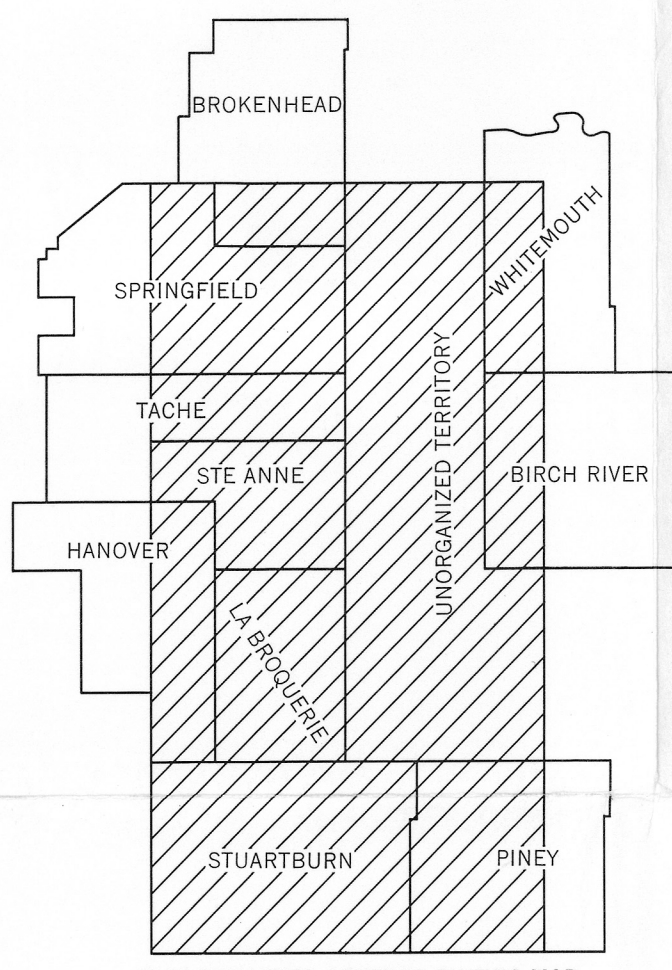 BROKENHEAD
WHITEMOUTH
SPRINGFIELD
UNORGANIZED TERRITORY
TACHE
STE ANNE
BIRCH RIVER
HANOVER
LA BROQUERIE
STUARTBURN
PINEY